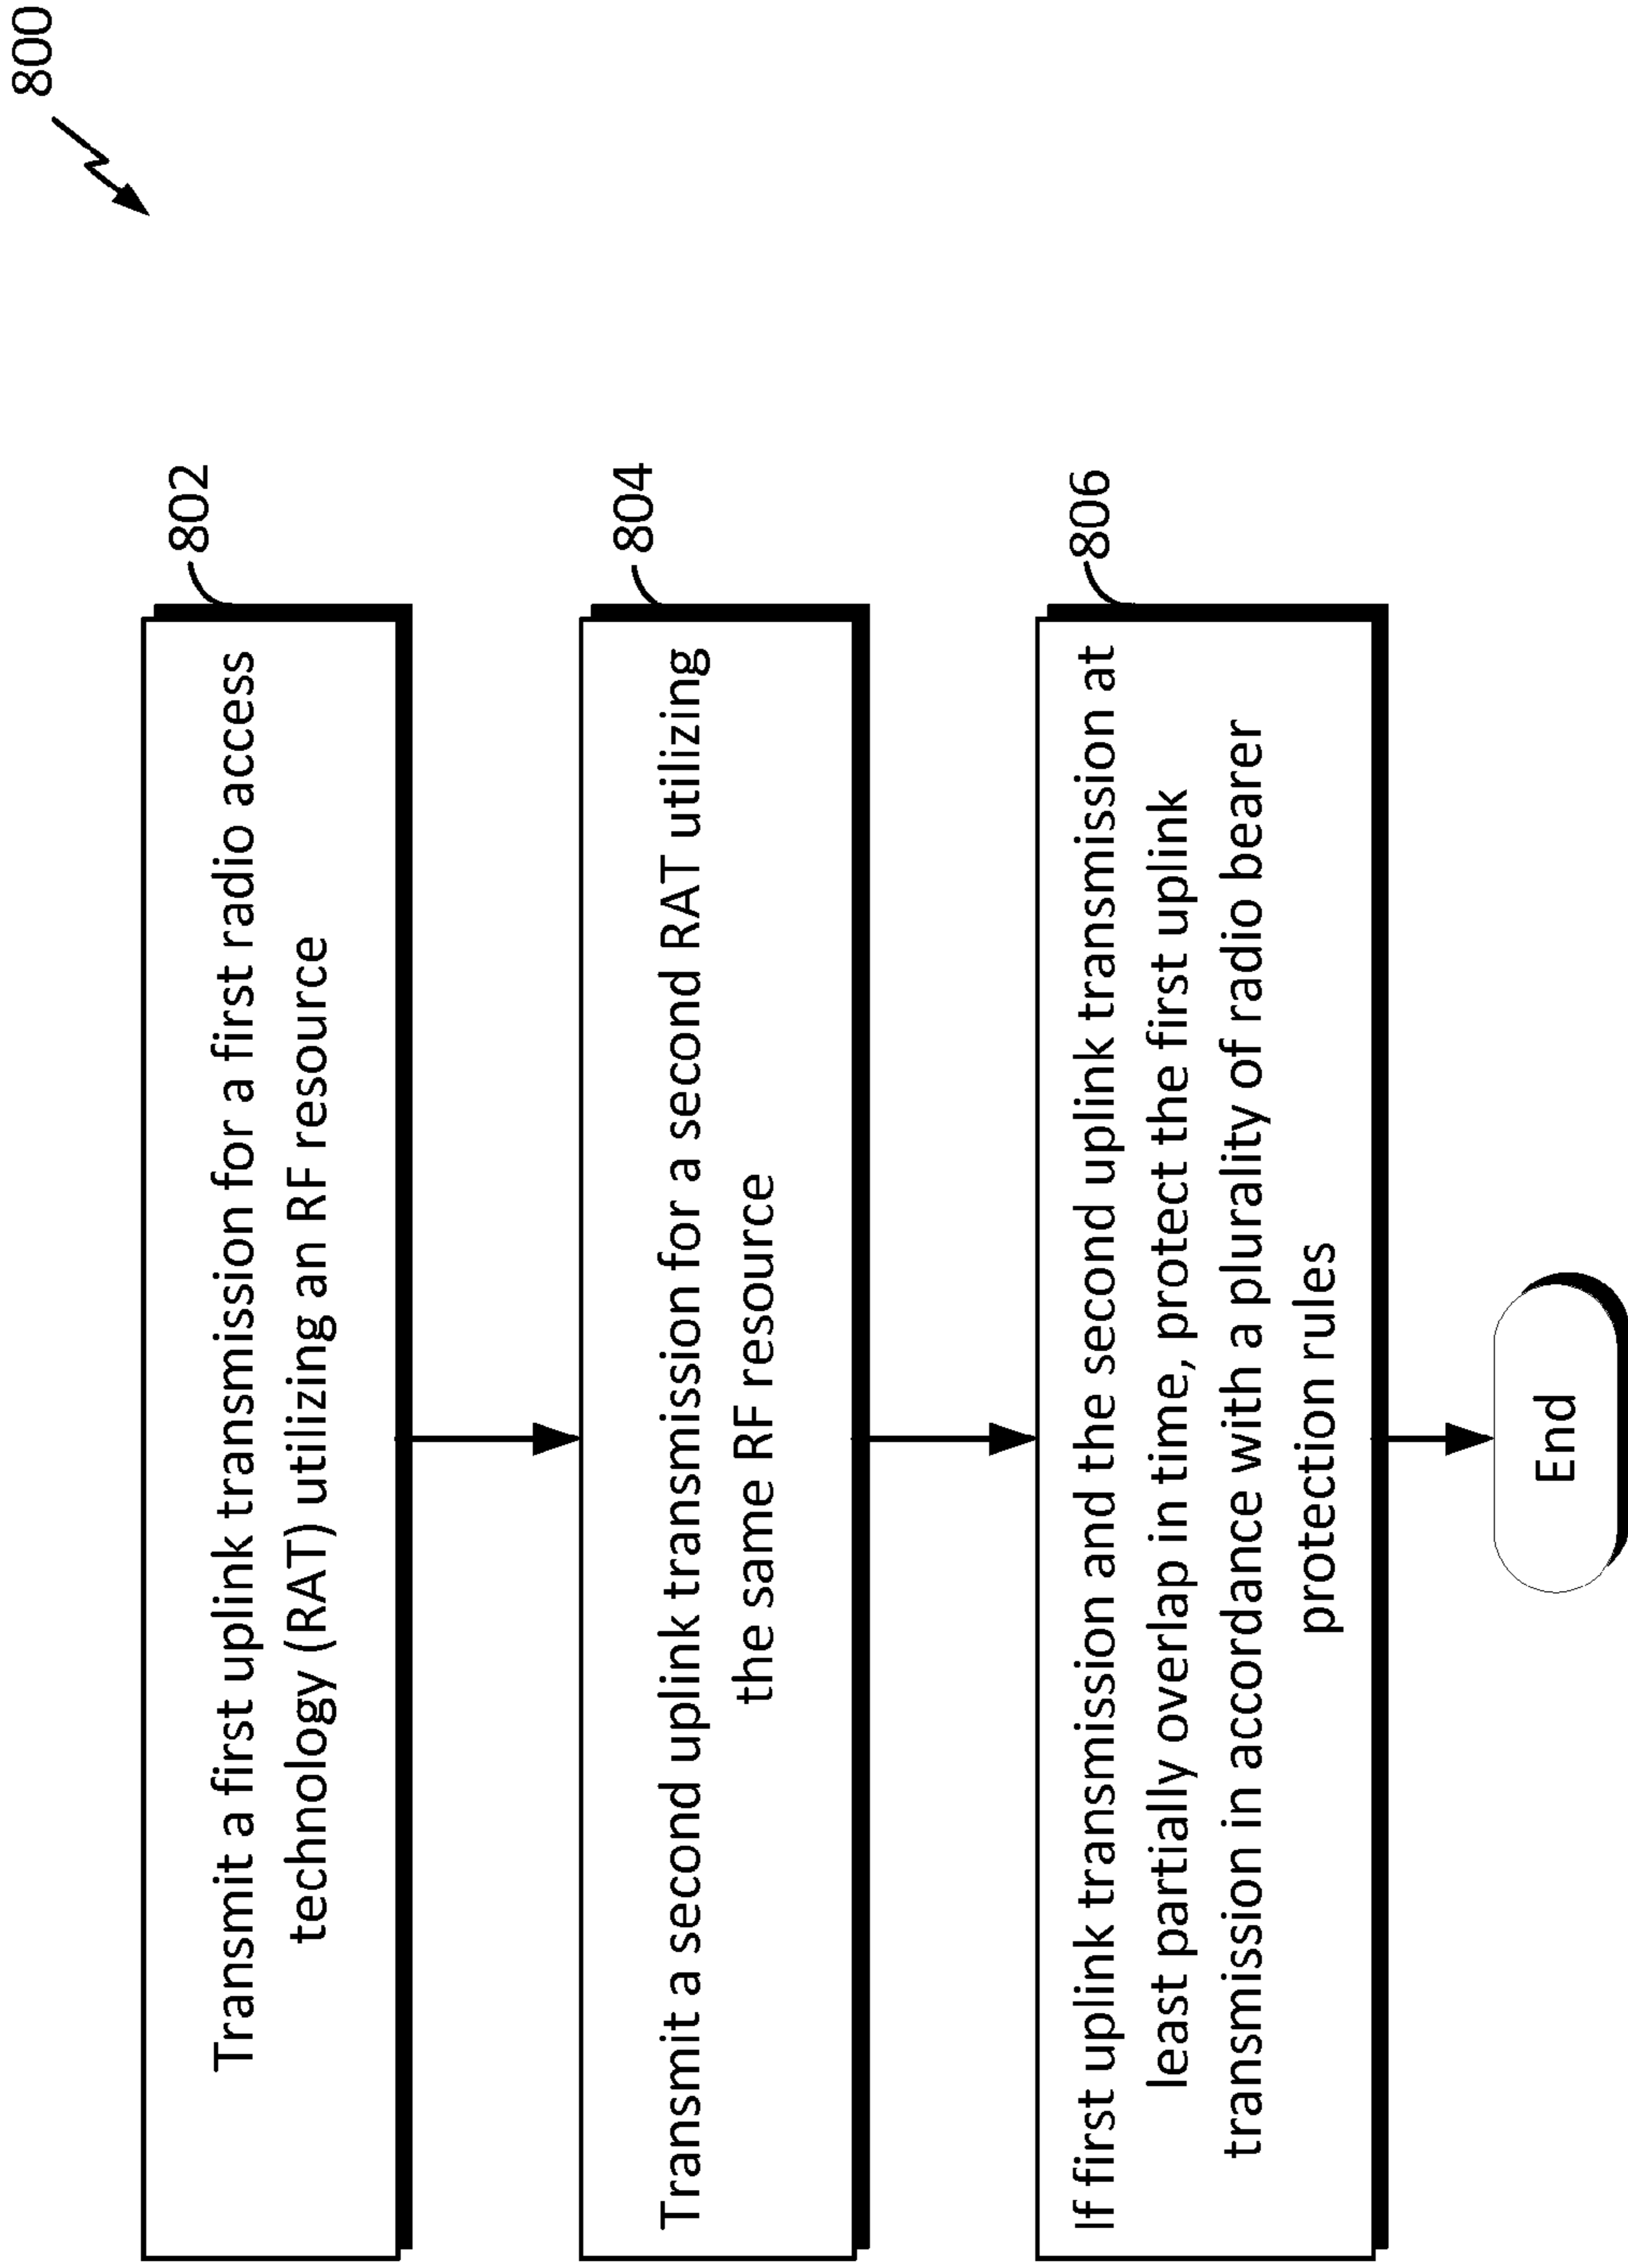 800
802
Transmit a first uplink transmission for a first radio access
technology (RAT) utilizing an RF resource
804
Transmit a second uplink transmission for a second RAT utilizing
the same RF resource
806
If first uplink transmission and the second uplink transmission at
least partially overlap in time, protect the first uplink
transmission in accordance with a plurality of radio bearer
protection rules
End